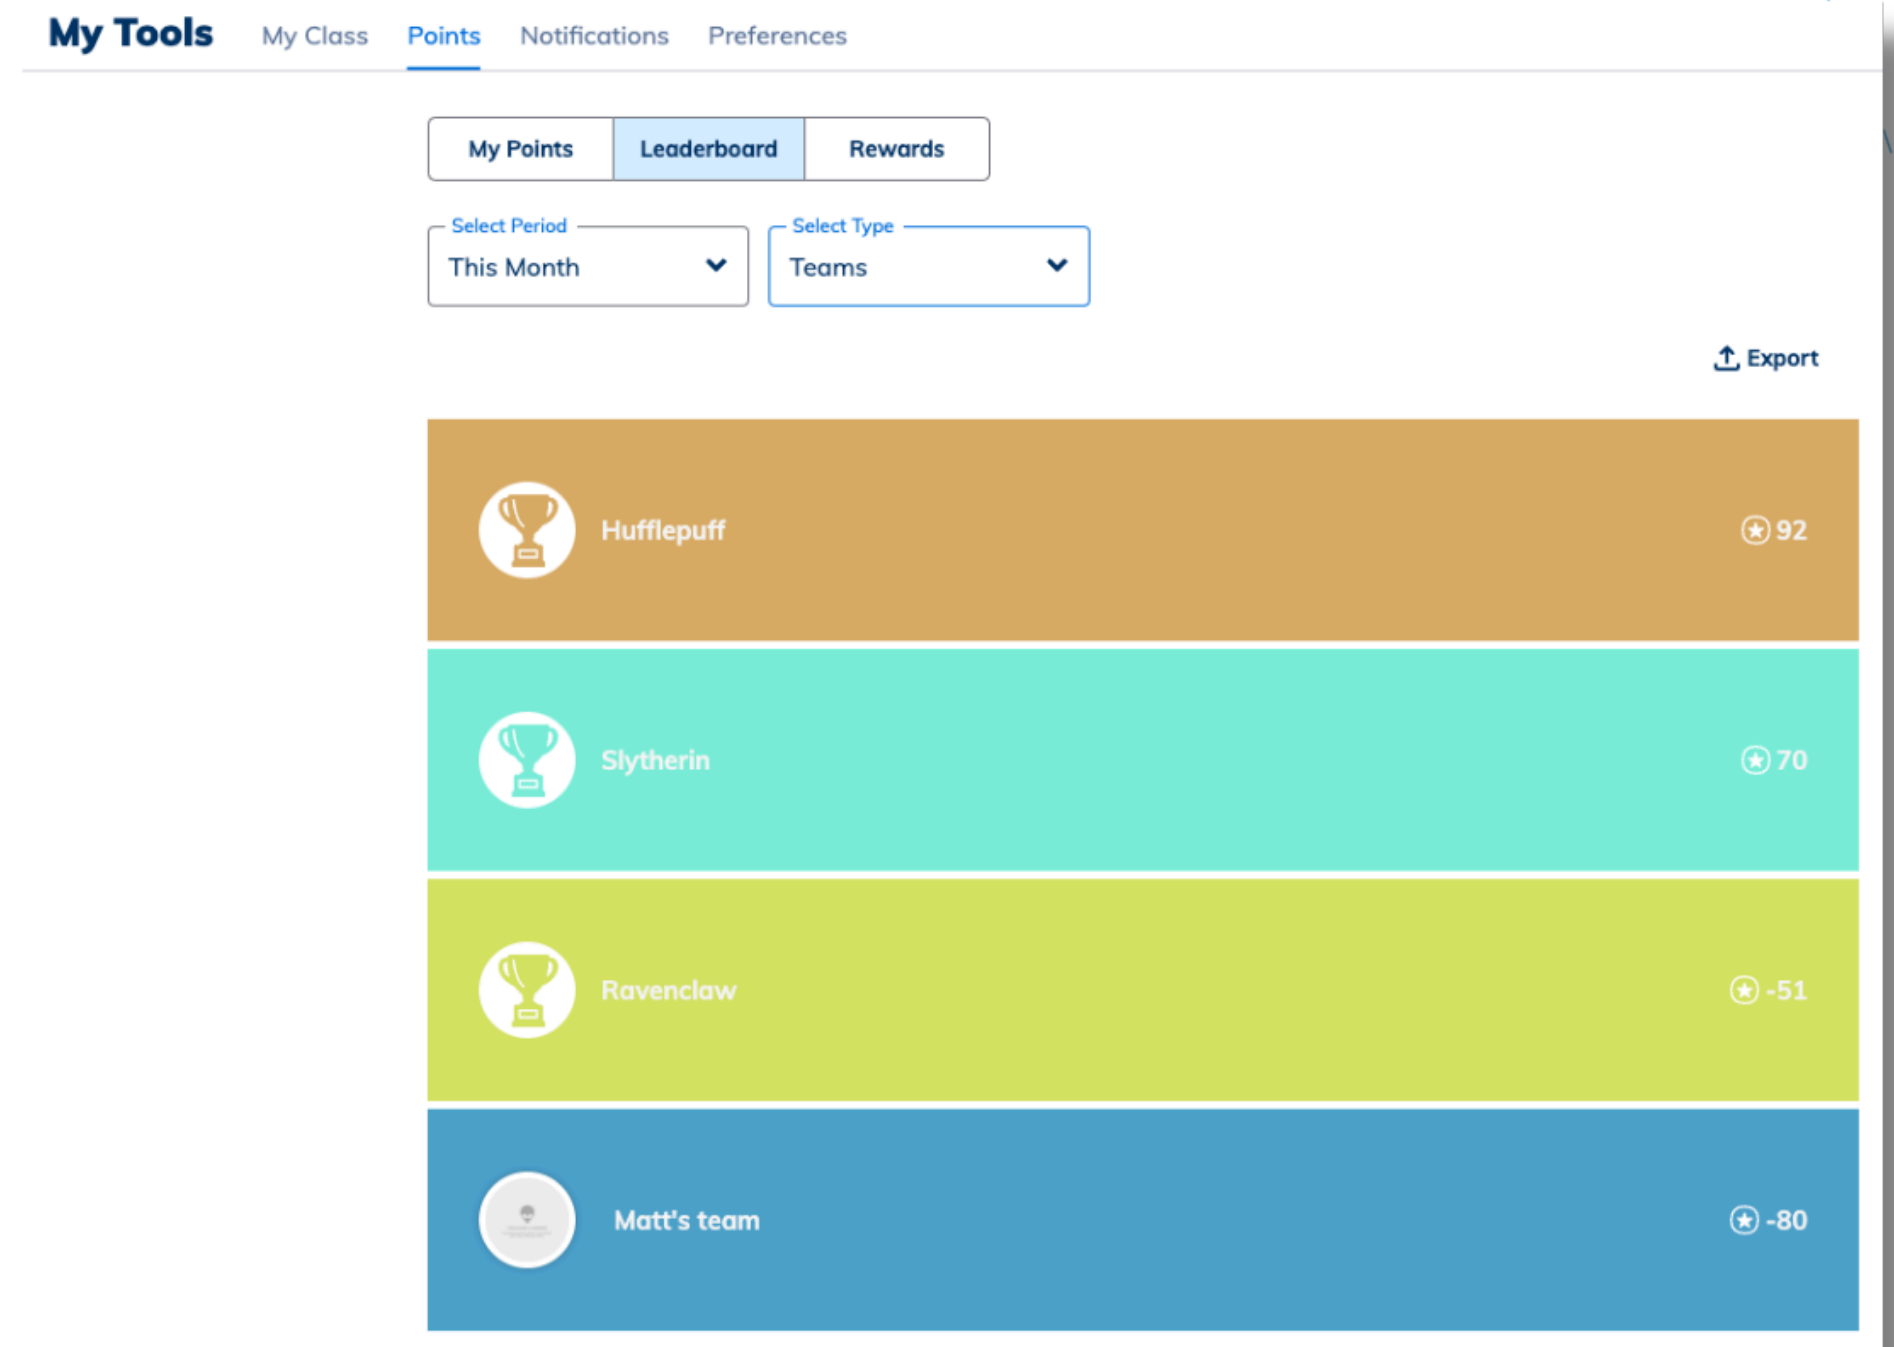 My Tools My Class Points Notifications Preferences
My Points Leaderboard Rewards
Select Period Select Type
This Month Teams
Export
Hufflepuff 92
Slytherin 70
Ravenclaw -51
Matt's team -80